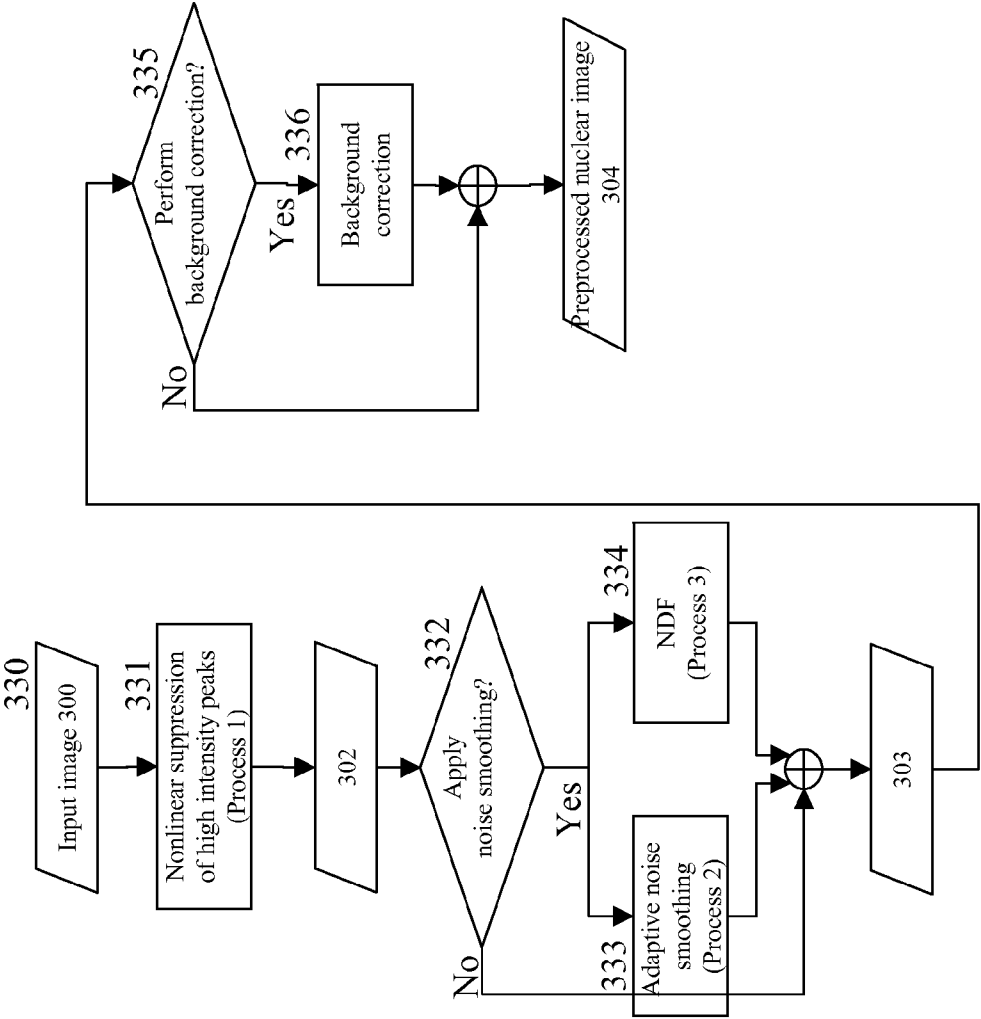 330
Input image 300
331
Nonlinear suppression
of high intensity peaks
(Process 1)
302
332
Apply
noise smoothing?
No
Yes
333
Adaptive noise
smoothing
(Process 2)
334
NDF
(Process 3)
303
335
Perform
background correction?
No
Yes
336
Background
correction
Preprocessed nuclear image
304